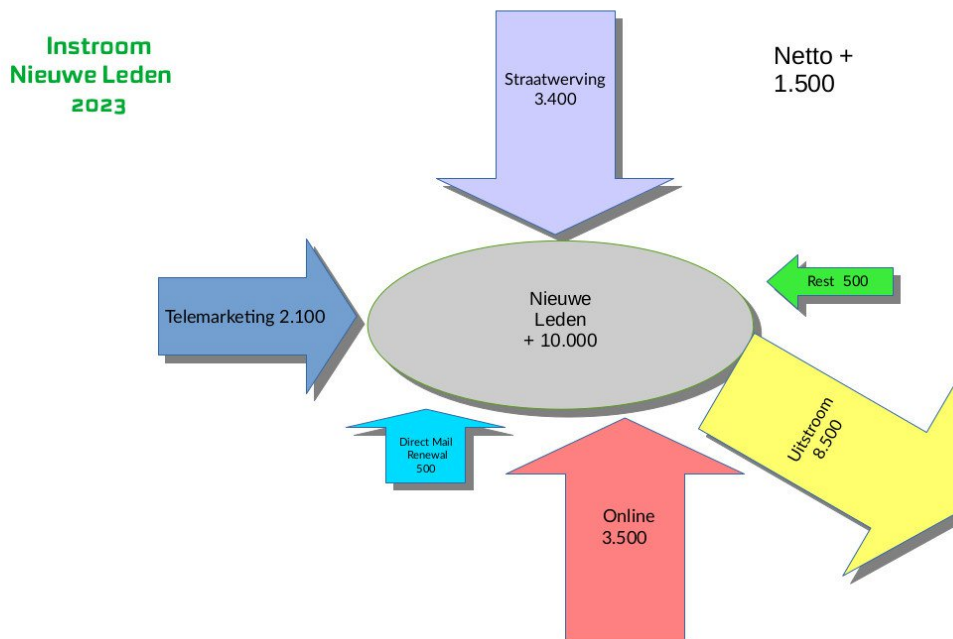 Instroom
Nieuwe Leden
2023
Straatwerving
3.400
Netto +
1.500
Telemarketing 2.100
Nieuwe
Leden
+ 10.000
Rest 500
Direct Mail
Renewal
500
Online
3.500
Uitstroom
8.500